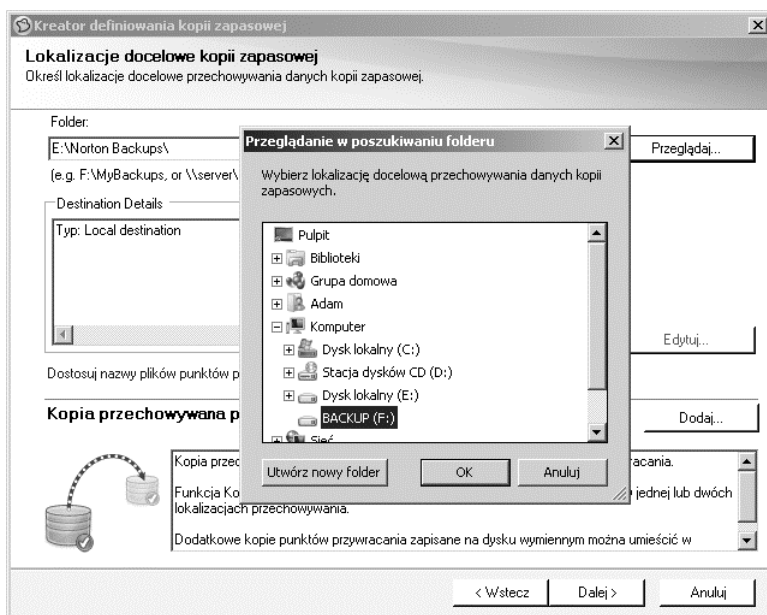 Kreator definiowania kopii zapasowej
Lokalizacje docelowe kopii zapasowej
Określ lokalizacje docelowe przechowywania danych kopii zapasowej.
Folder:
E:\Norton Backups\
Przeglądaj...
(e.g. F:\MyBackups, or \\server\
Destination Details
Typ: Local destination
Edytuj...
Dostosuj nazwy plików punktów p
Kopia przechowywana p
Dodaj...
Kopia przec
racania.
Funkcja Ko
jednej lub dwóch
lokalizacjach przechowywania.
Dodatkowe kopie punktów przywracania zapisane na dysku wymiennym można umieścić w
Przeglądanie w poszukiwaniu folderu
Wybierz lokalizację docelową przechowywania danych kopii
zapasowych.
Pulpit
Biblioteki
Grupa domowa
Adam
Komputer
Dysk lokalny (C:)
Stacja dysków CD (D:)
Dysk lokalny (E:)
BACKUP (F:)
Sieć
Utwórz nowy folder
OK
Anuluj
< Wstecz
Dalej >
Anuluj